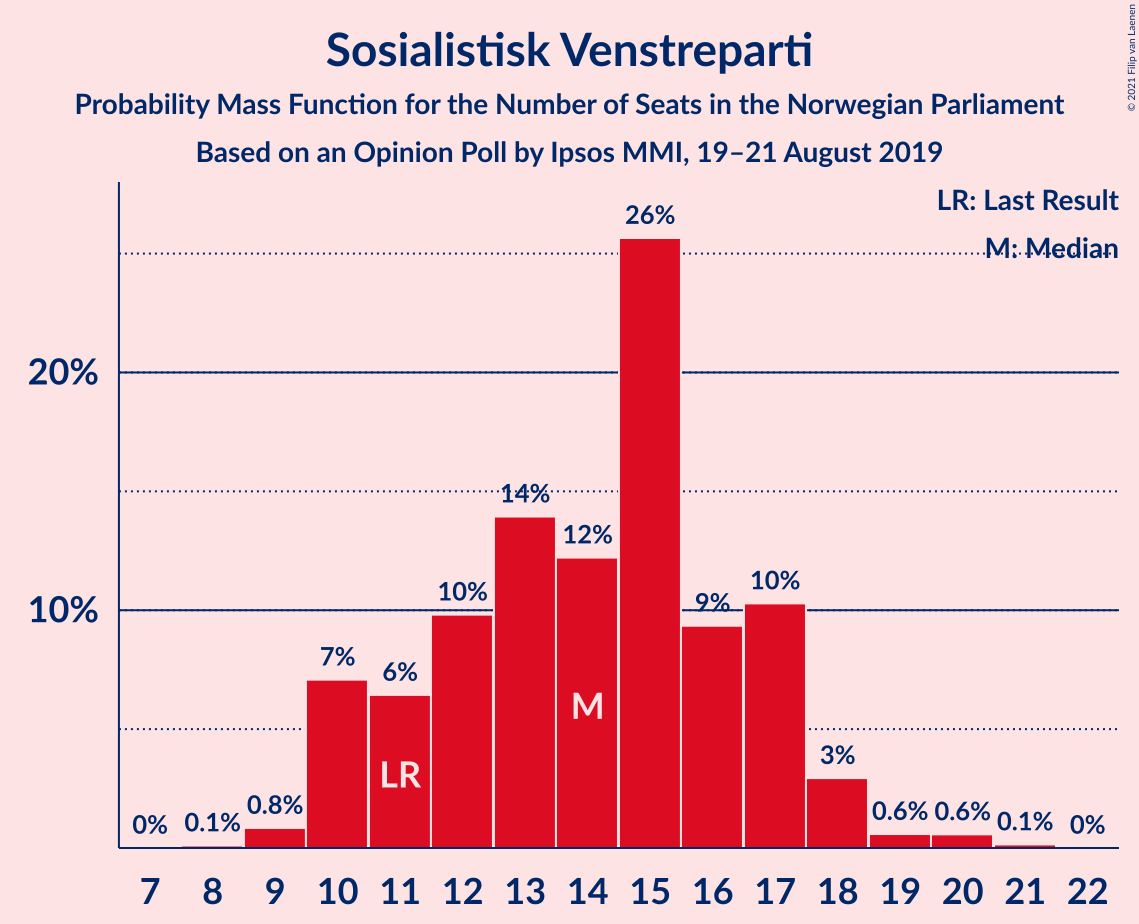 Sosialistisk Venstreparti
Probability Mass Function for the Number of Seats in the Norwegian Parliament
Based on an Opinion Poll by Ipsos MMI, 19–21 August 2019
© 2021 Filip van Laenen
LR: Last Result
M: Median
26%
20%
14%
12%
10%
10%
9%
10%
7%
6%
M
LR
3%
0%
0.1%
0.8%
0.6%
0.6%
0.1%
0%
7 8 9 10 11 12 13 14 15 16 17 18 19 20 21 22